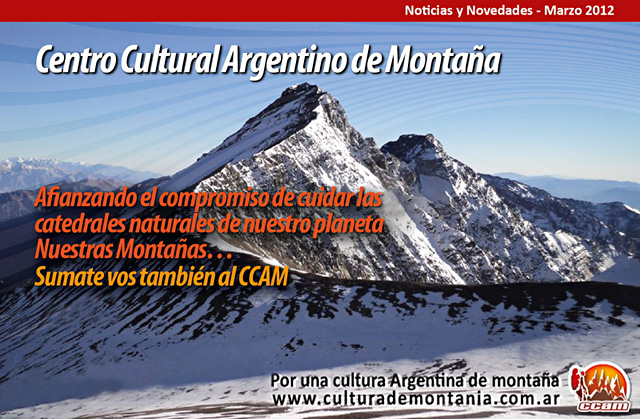 Noticias y Novedades - Marzo 2012
Centro Cultural Argentino de Montaña
Afianzando el compromiso de cuidar las
catedrales naturales de nuestro planeta
Nuestras Montañas...
Sumate vos también al CCAM
Por una cultura Argentina de montaña
www.culturademontania.com.ar
ccam